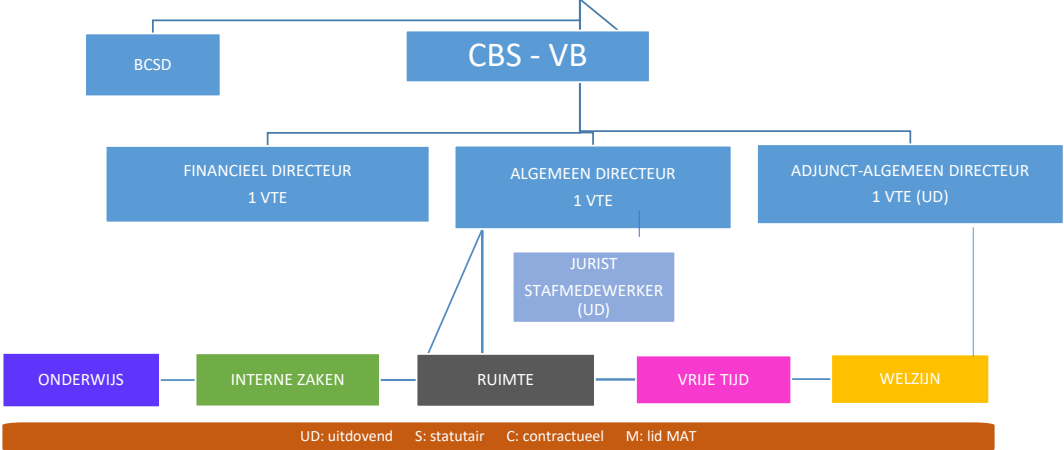 BCSD
CBS - VB
FINANCIEEL DIRECTEUR
1 VTE
ALGEMEEN DIRECTEUR
1 VTE
ADJUNCT-ALGEMEEN DIRECTEUR
1 VTE (UD)
JURIST
STAFMEDEWERKER
(UD)
ONDERWIJS
INTERNE ZAKEN
RUIMTE
VRIJE TIJD
WELZIJN
UD: uitdovend S: statutair C: contractueel M: lid MAT